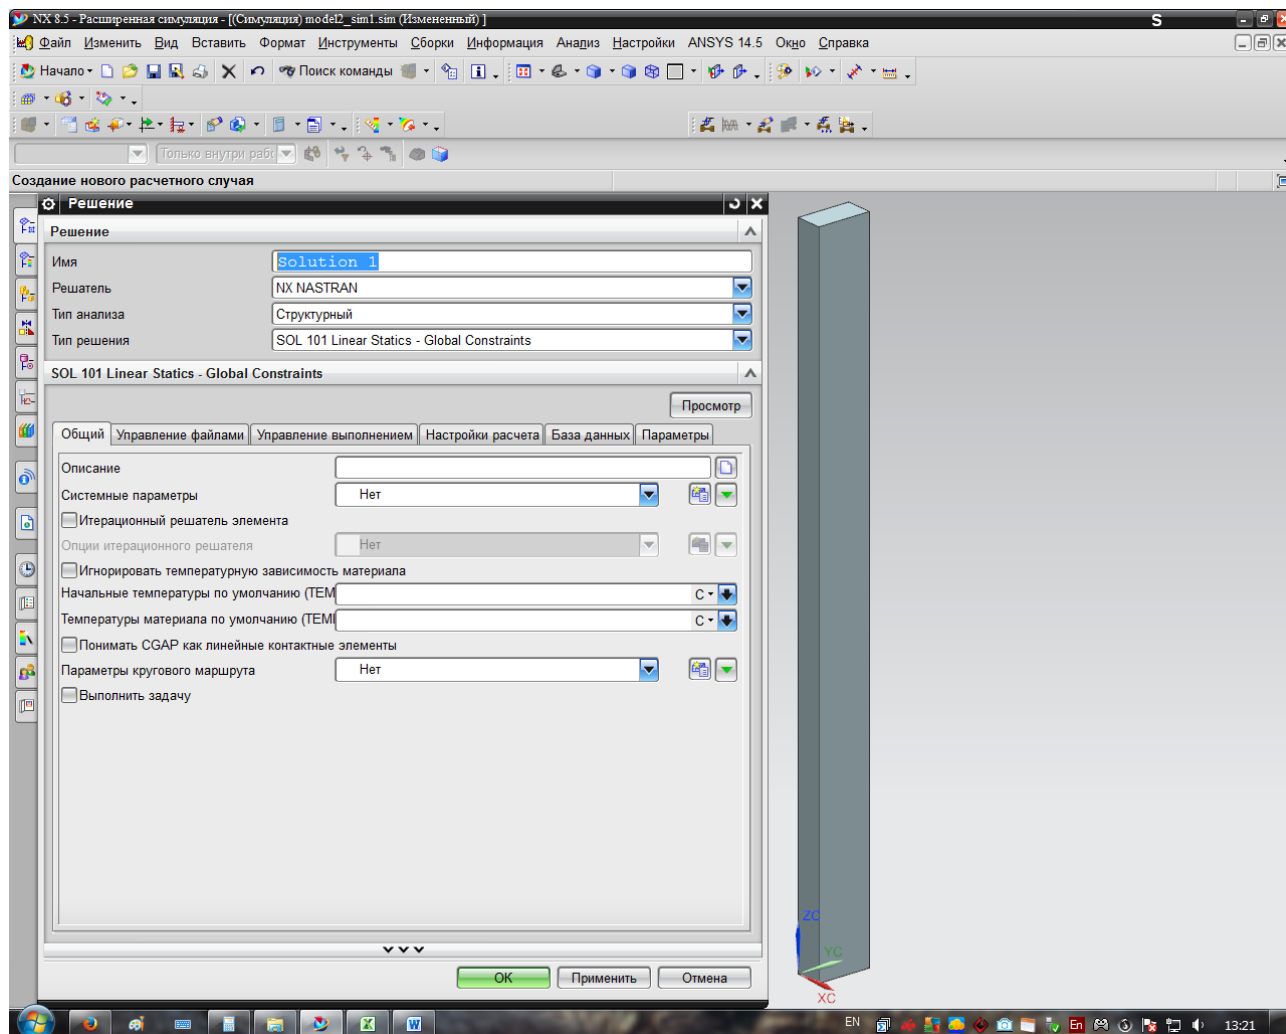 NX 8.5 - Расширенная симуляция - [(Симуляция) model2_sim1.sim (Измененный) ] S
Файл Изменить Вид Вставить Формат Инструменты Сборки Информация Анализ Настройки ANSYS 14.5 Окно Справка
Начало Поиск команды
Только внутри рабо
Создание нового расчетного случая
Решение
Решение
Имя Solution 1
Решатель NX NASTRAN
Тип анализа Структурный
Тип решения SOL 101 Linear Statics - Global Constraints
SOL 101 Linear Statics - Global Constraints
Просмотр
Общий Управление файлами Управление выполнением Настройки расчета База данных Параметры
Описание
Системные параметры Нет
Итерационный решатель элемента
Опции итерационного решателя Нет
Игнорировать температурную зависимость материала
Начальные температуры по умолчанию (TEM C
Температуры материала по умолчанию (TEMI C
Понимать CGAP как линейные контактные элементы
Параметры кругового маршрута Нет
Выполнить задачу
OK Применить Отмена
ZC
YC
XC
EN En 13:21